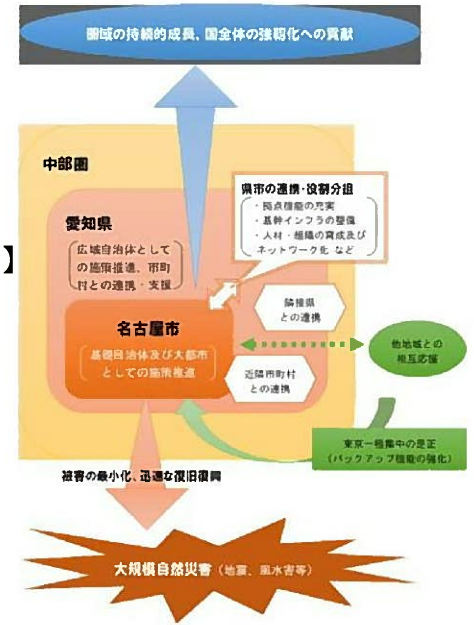 圏域の持続的成長、国全体の強靱化への貢献
中部圏
県市の連携・役割分担
・拠点機能の充実
・基幹インフラの整備
・人材・組織の育成及び
ネットワーク化 など
愛知県
広域自治体として
の施策推進、市町
村との連携・支援
】
隣接県
との連携
名古屋市
基礎自治体及び大都市
としての施策推進
他地域との
相互応援
近隣市町村
との連携
東京一極集中の是正
（バックアップ機能の強化）
被害の最小化、迅速な復旧復興
大規模自然災害（地震、風水害等）